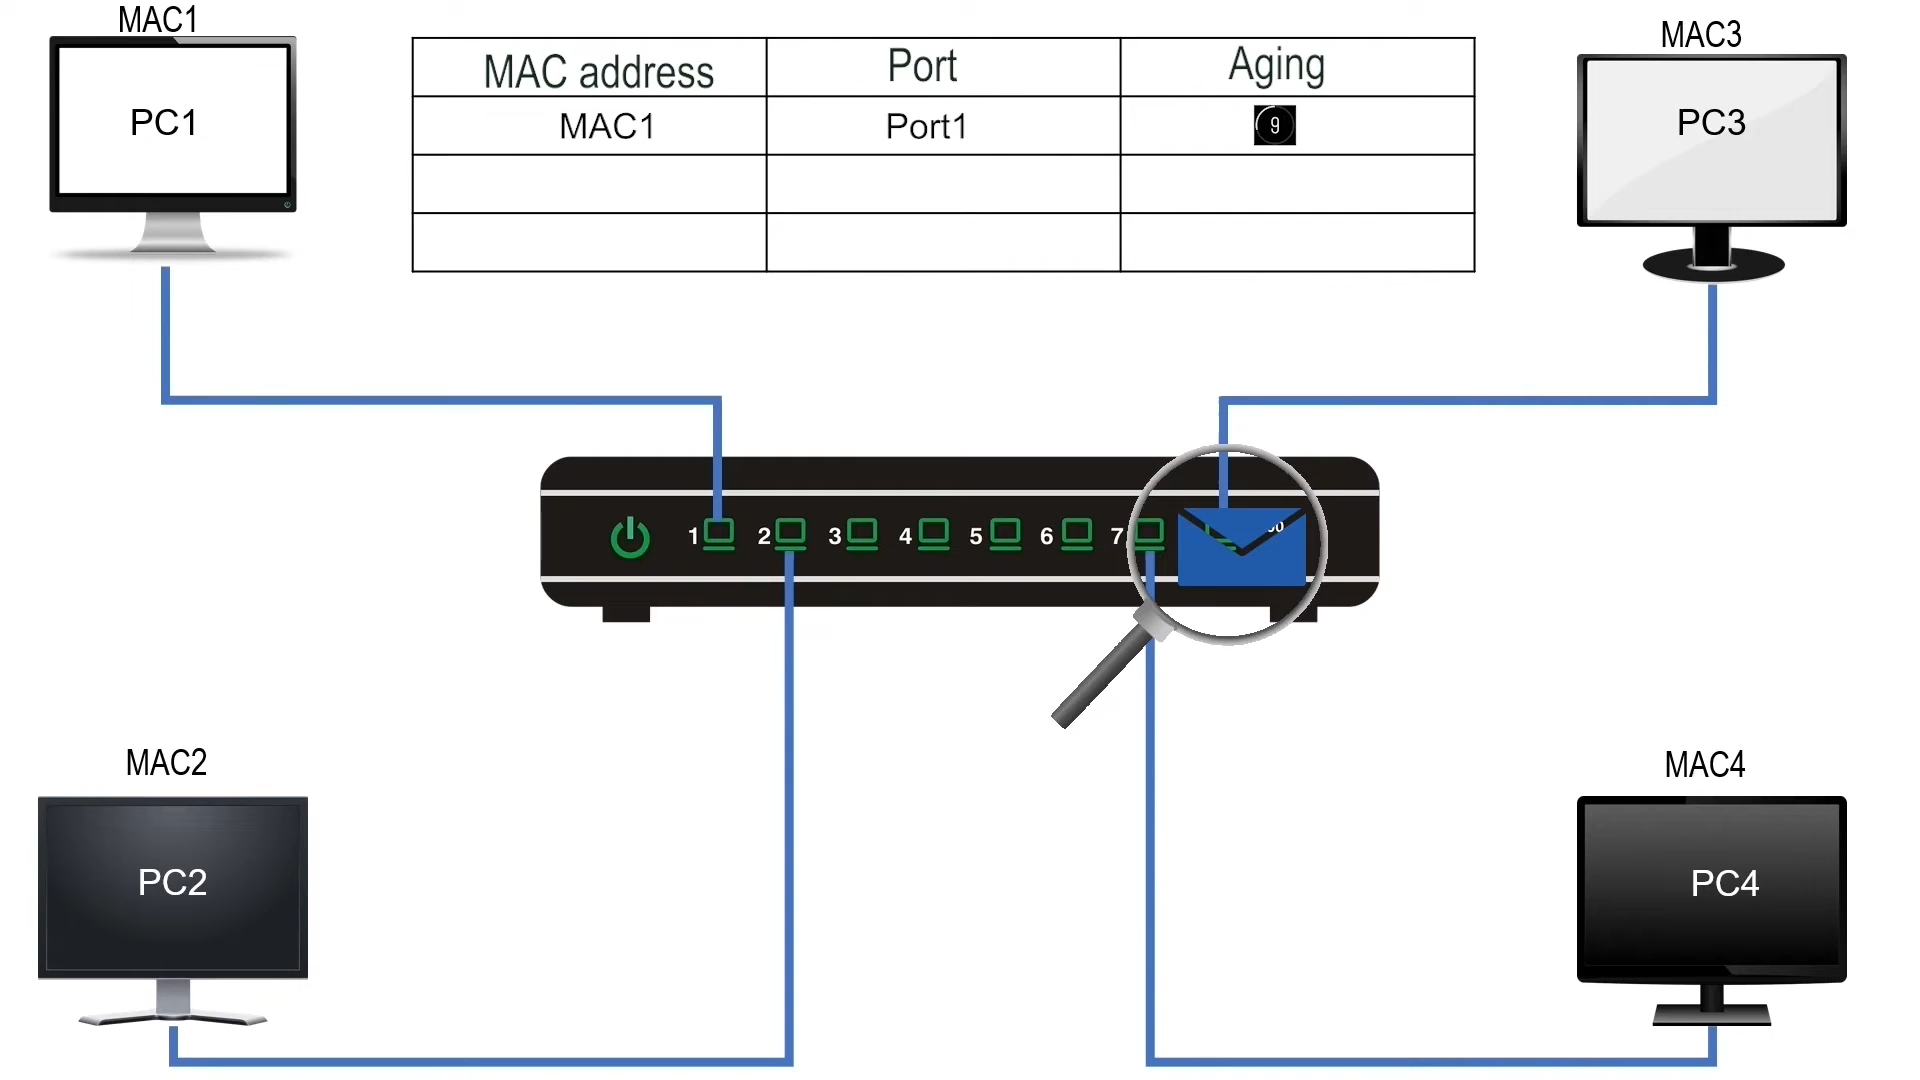 MAC1
PC1
MAC address Port Aging
MAC1 Port1 9
MAC3
PC3
1 2 3 4 5 6 7
MAC2
PC2
MAC4
PC4